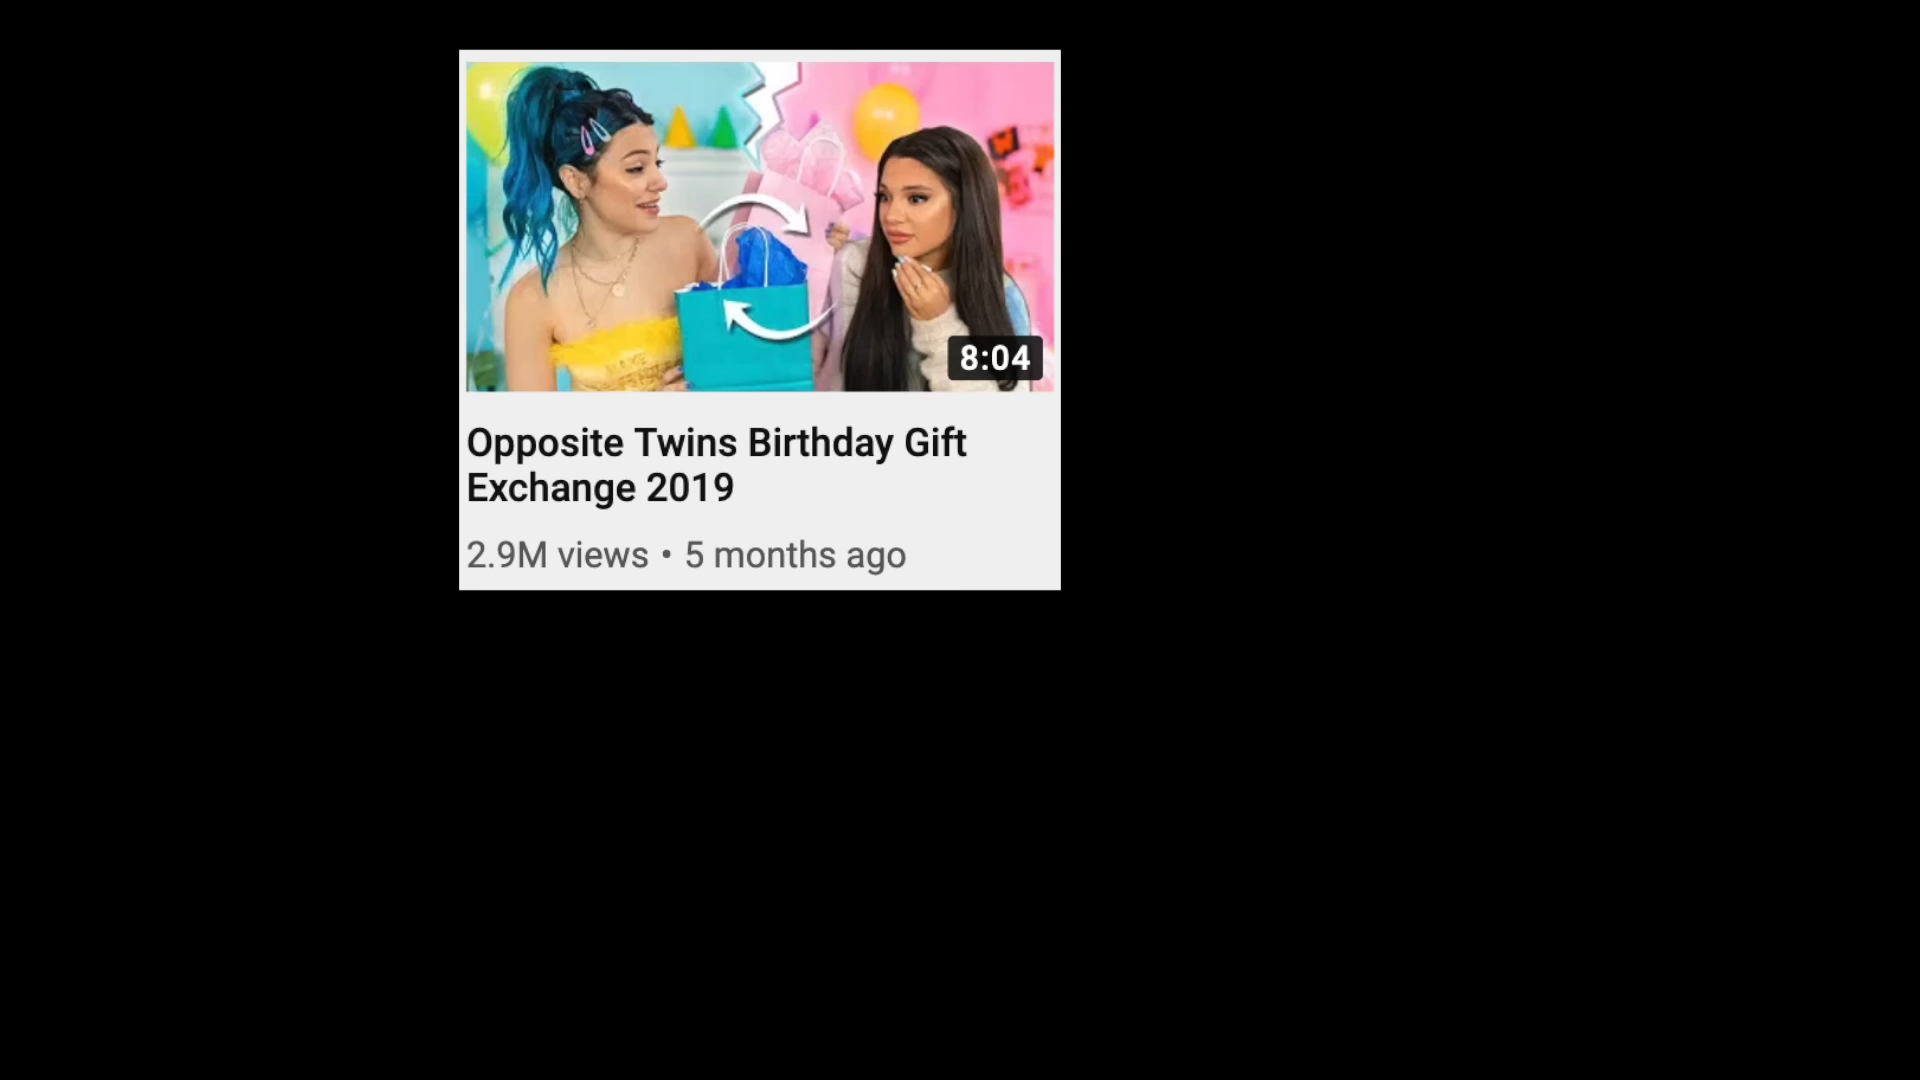 8:04
Opposite Twins Birthday Gift
Exchange 2019
2.9M views • 5 months ago